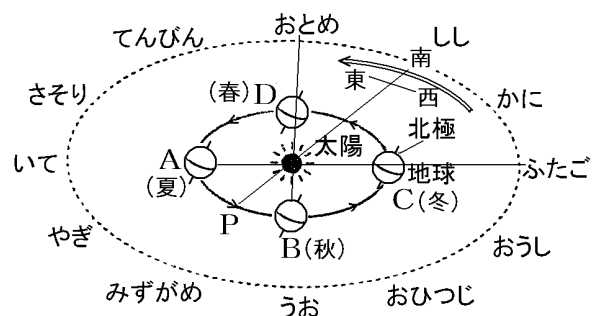 おとめ
てんびん
しし
南
東
西
さそり
かに
(春)D
北極
太陽
いて
A
(夏)
地球
ふたご
C(冬)
P
B(秋)
やぎ
おうし
みずがめ
うお
おひつじ